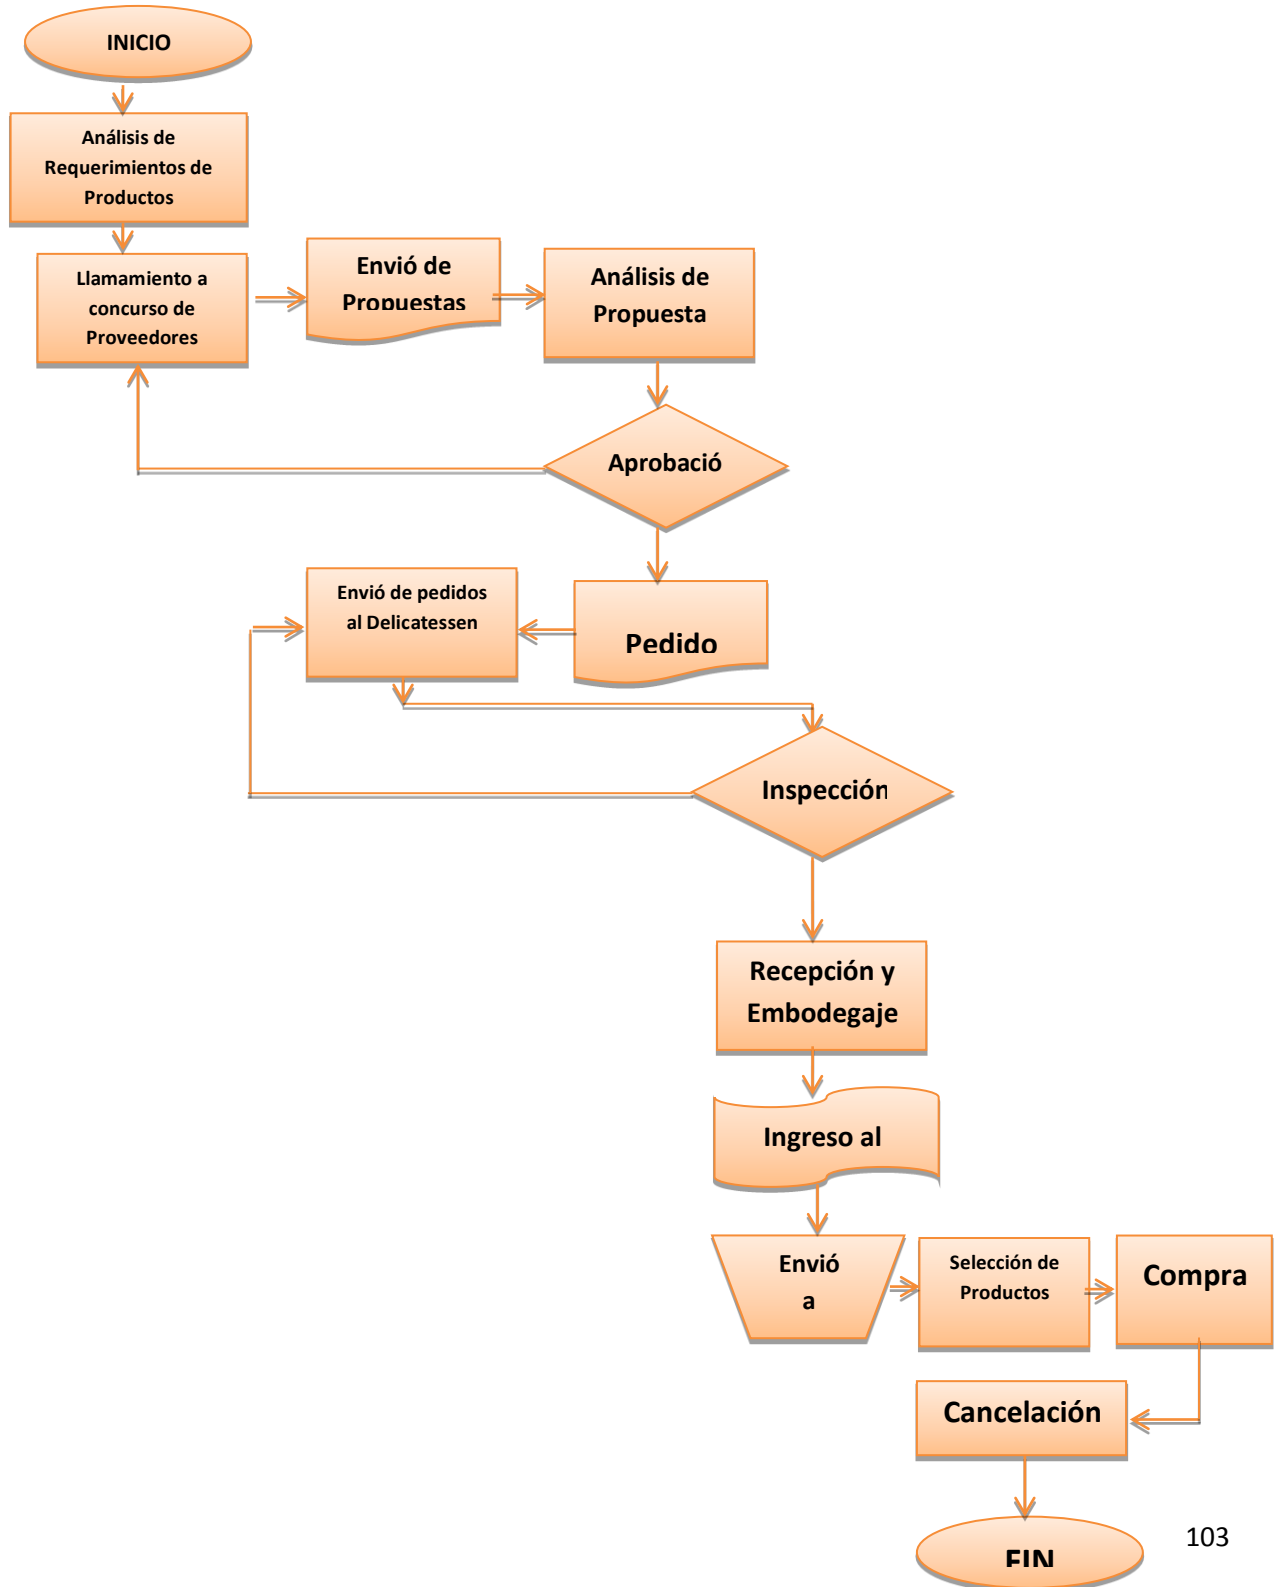 INICIO
Análisis de
Requerimientos de
Productos
Llamamiento a
concurso de
Proveedores
Envió de
Propuestas
Análisis de
Propuesta
Aprobació
Envió de pedidos
al Delicatessen
Pedido
Inspección
Recepción y
Embodegaje
Ingreso al
Envió
a
Selección de
Productos
Compra
Cancelación
FIN
103